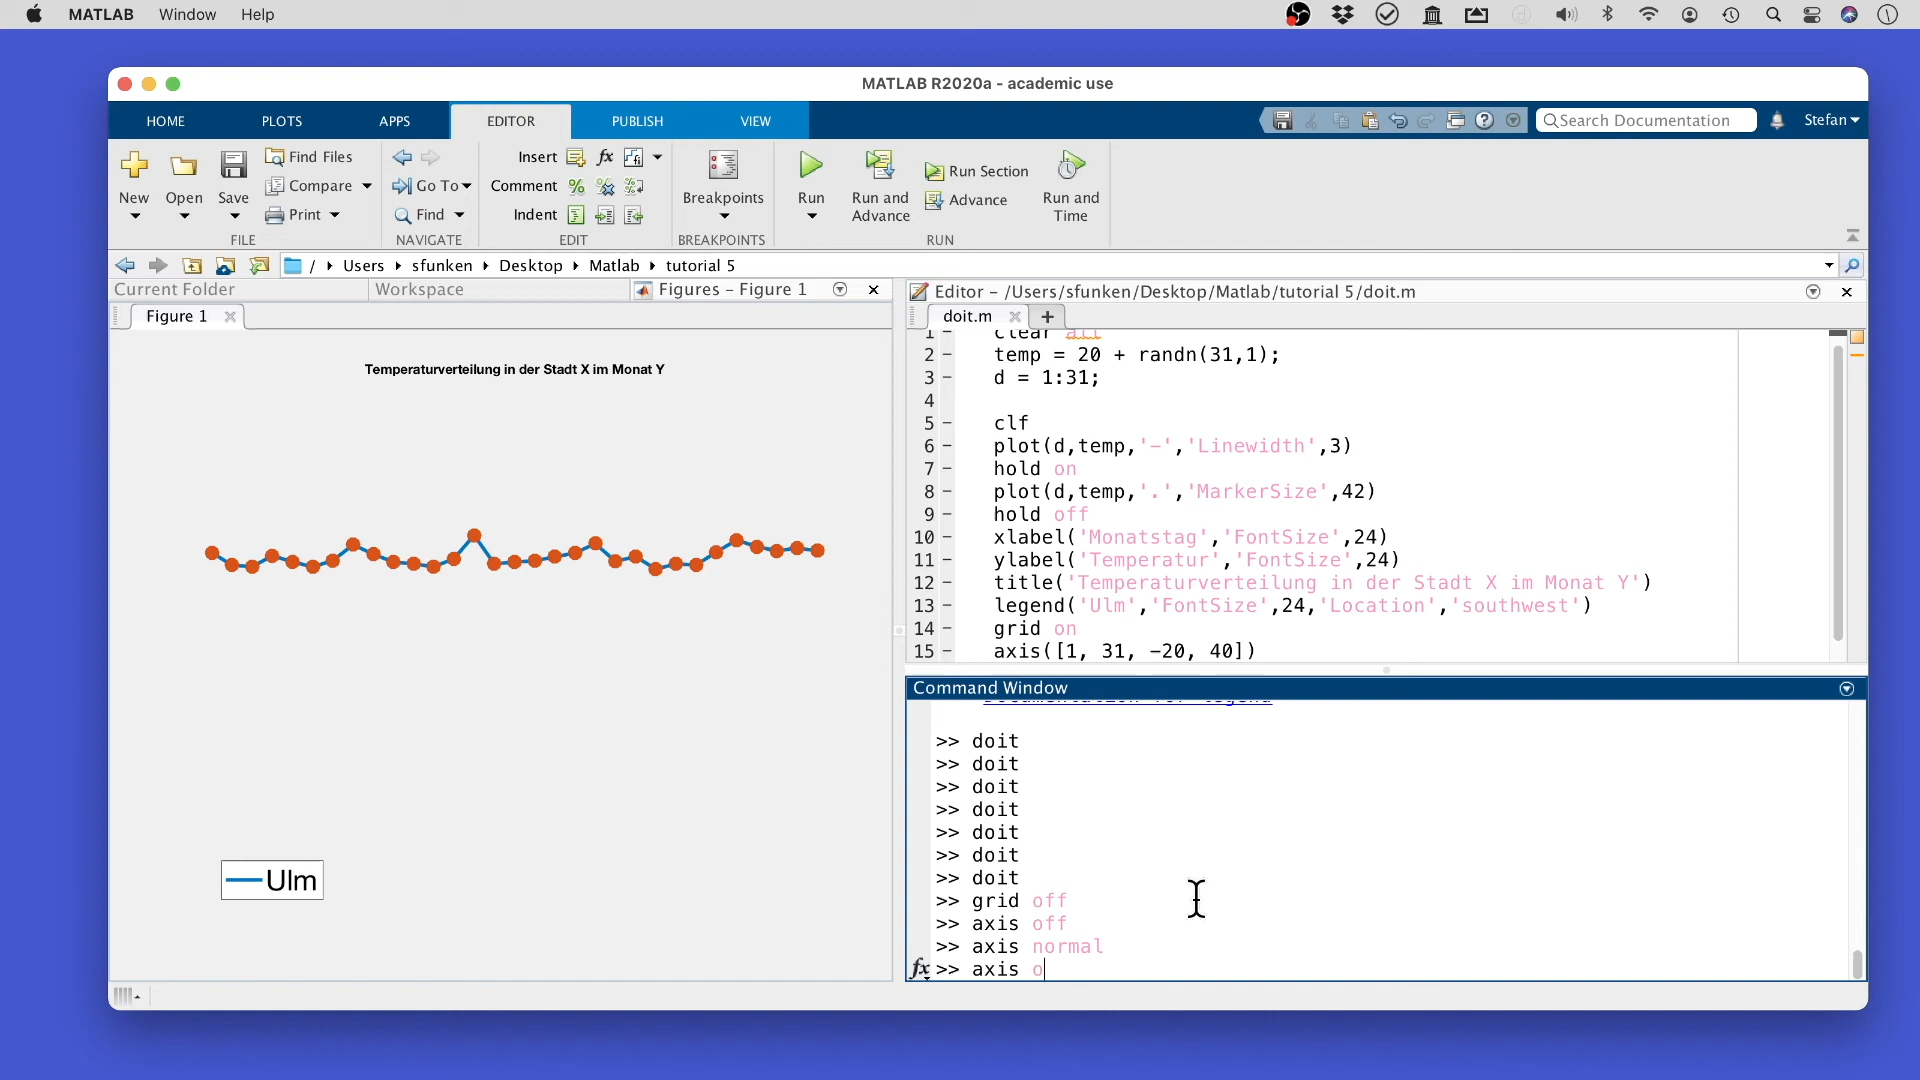 MATLAB Window Help
MATLAB R2020a - academic use
HOME PLOTS APPS EDITOR PUBLISH VIEW
Search Documentation
Stefan
New
Open
Save
Find Files
Compare
Print
FILE
Go To
Find
NAVIGATE
Insert
Comment
Indent
EDIT
Breakpoints
BREAKPOINTS
Run
Run and
Advance
Run Section
Advance
Run and
Time
RUN
/ Users sfunken Desktop Matlab tutorial 5
Current Folder
Workspace
Figures - Figure 1
Figure 1
Temperaturverteilung in der Stadt X im Monat Y
Ulm
Editor - /Users/sfunken/Desktop/Matlab/tutorial 5/doit.m
doit.m
1 - clear all
2 - temp = 20 + randn(31,1);
3 - d = 1:31;
4
5 - clf
6 - plot(d,temp,'-','Linewidth',3)
7 - hold on
8 - plot(d,temp,'.','MarkerSize',42)
9 - hold off
10 - xlabel('Monatstag','FontSize',24)
11 - ylabel('Temperatur','FontSize',24)
12 - title('Temperaturverteilung in der Stadt X im Monat Y')
13 - legend('Ulm','FontSize',24,'Location','southwest')
14 - grid on
15 - axis([1, 31, -20, 40])
Command Window
Documentation for legend
>> doit
>> doit
>> doit
>> doit
>> doit
>> doit
>> doit
>> grid off
>> axis off
>> axis normal
fx >> axis o